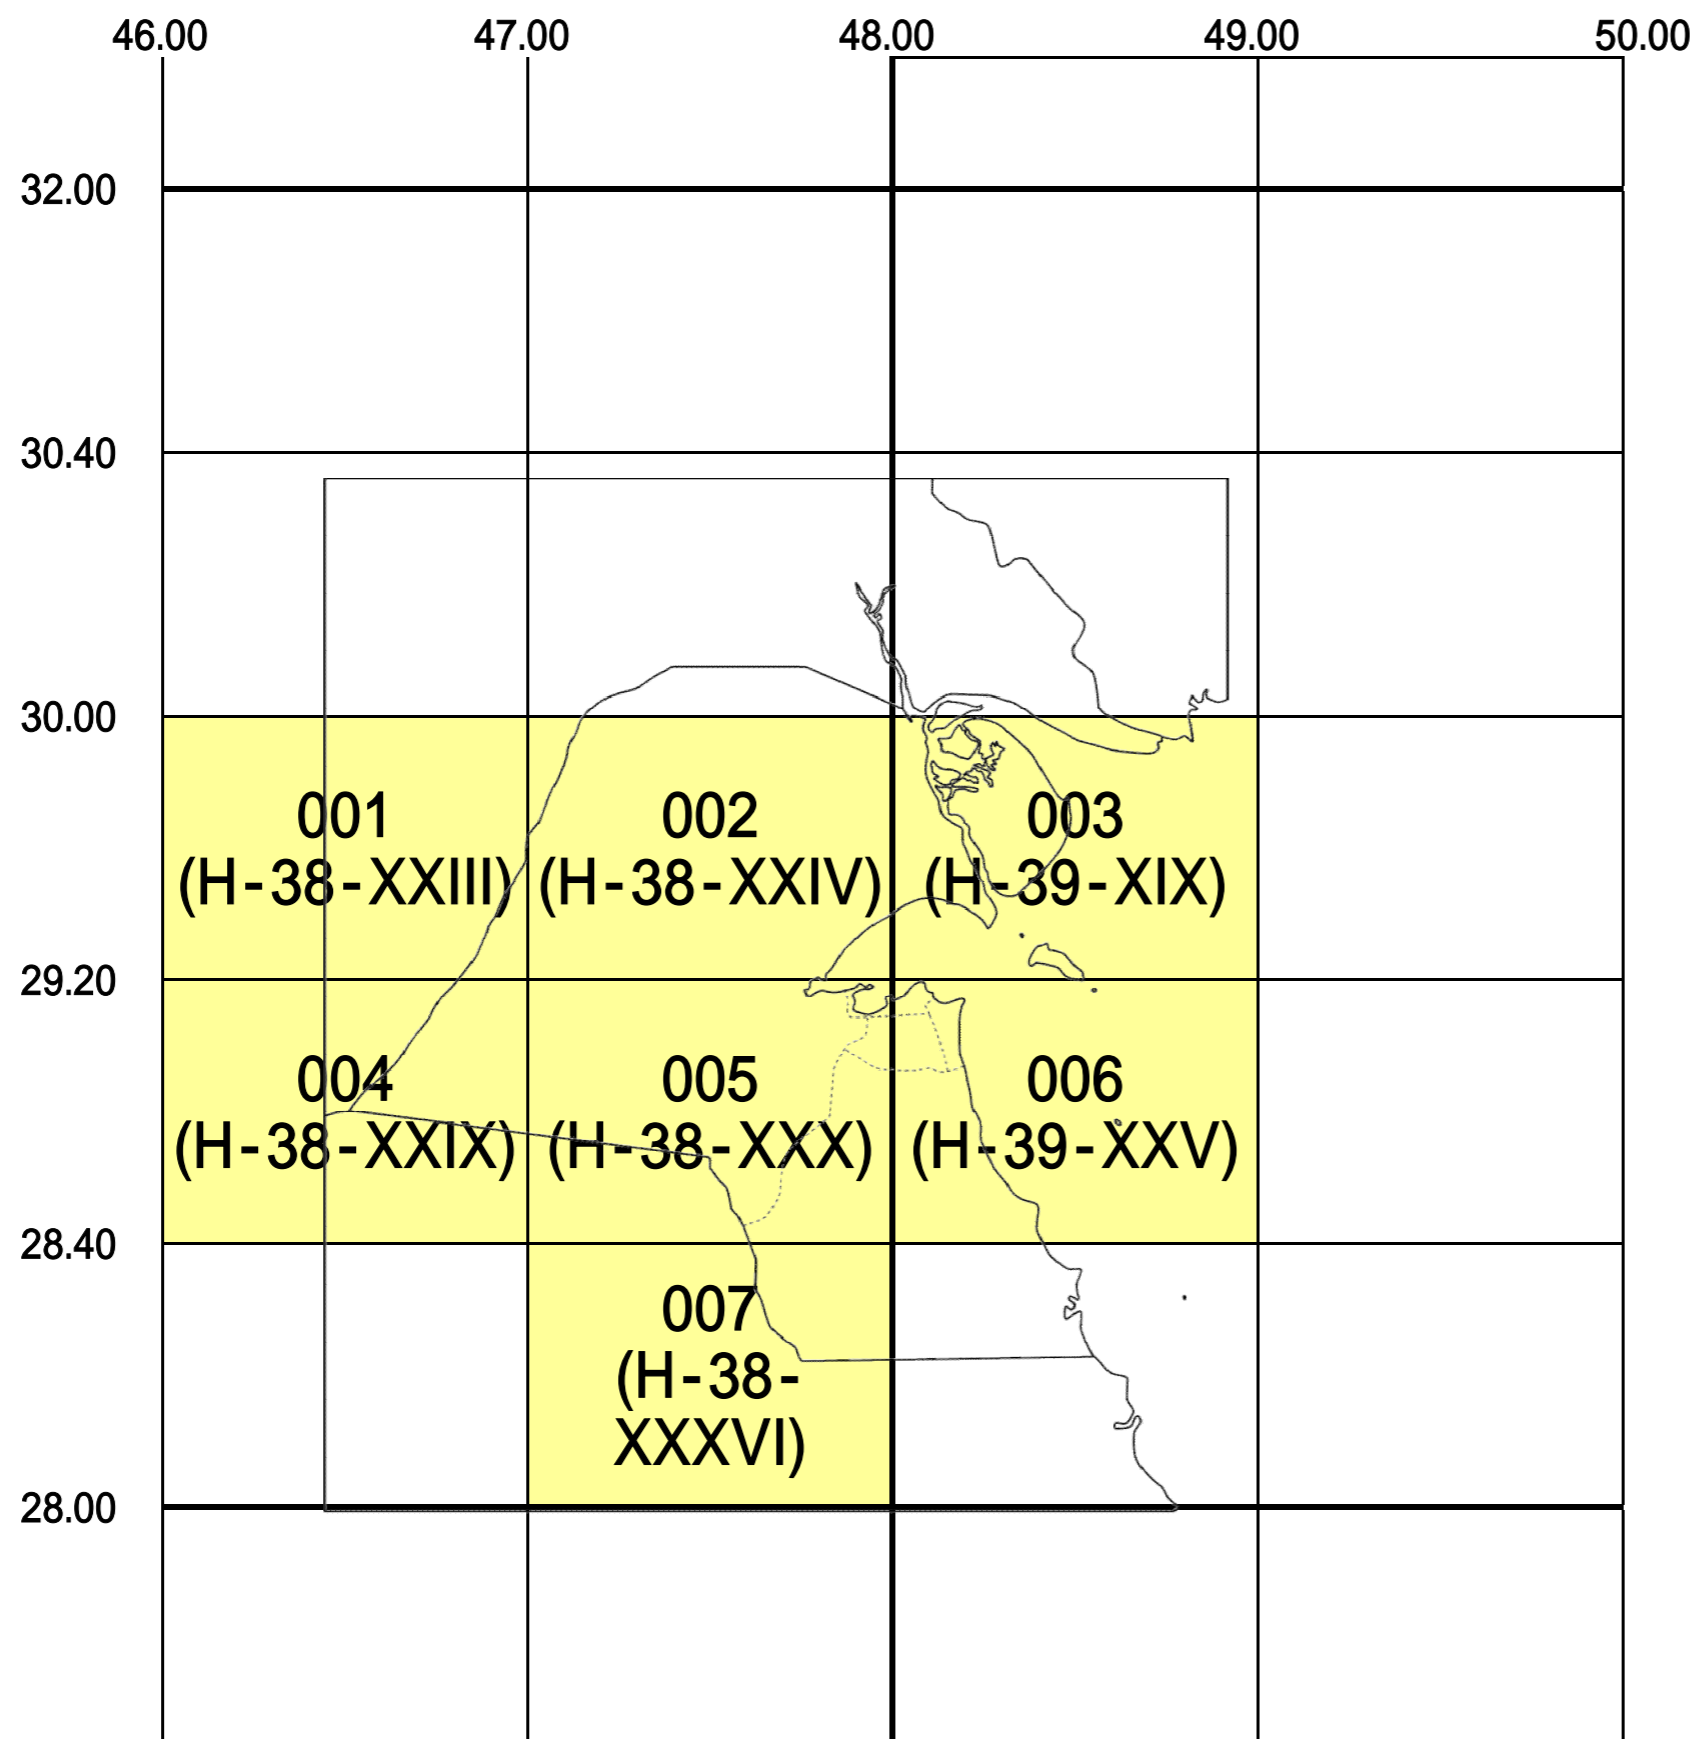 46.00 47.00 48.00 49.00 50.00
32.00
30.40
30.00
001 002 003
(H-38-XXIII) (H-38-XXIV) (H-39-XIX)
29.20
004 005 006
(H-38-XXIX) (H-38-XXX) (H-39-XXV)
28.40
007
(H-38-
XXXVI)
28.00